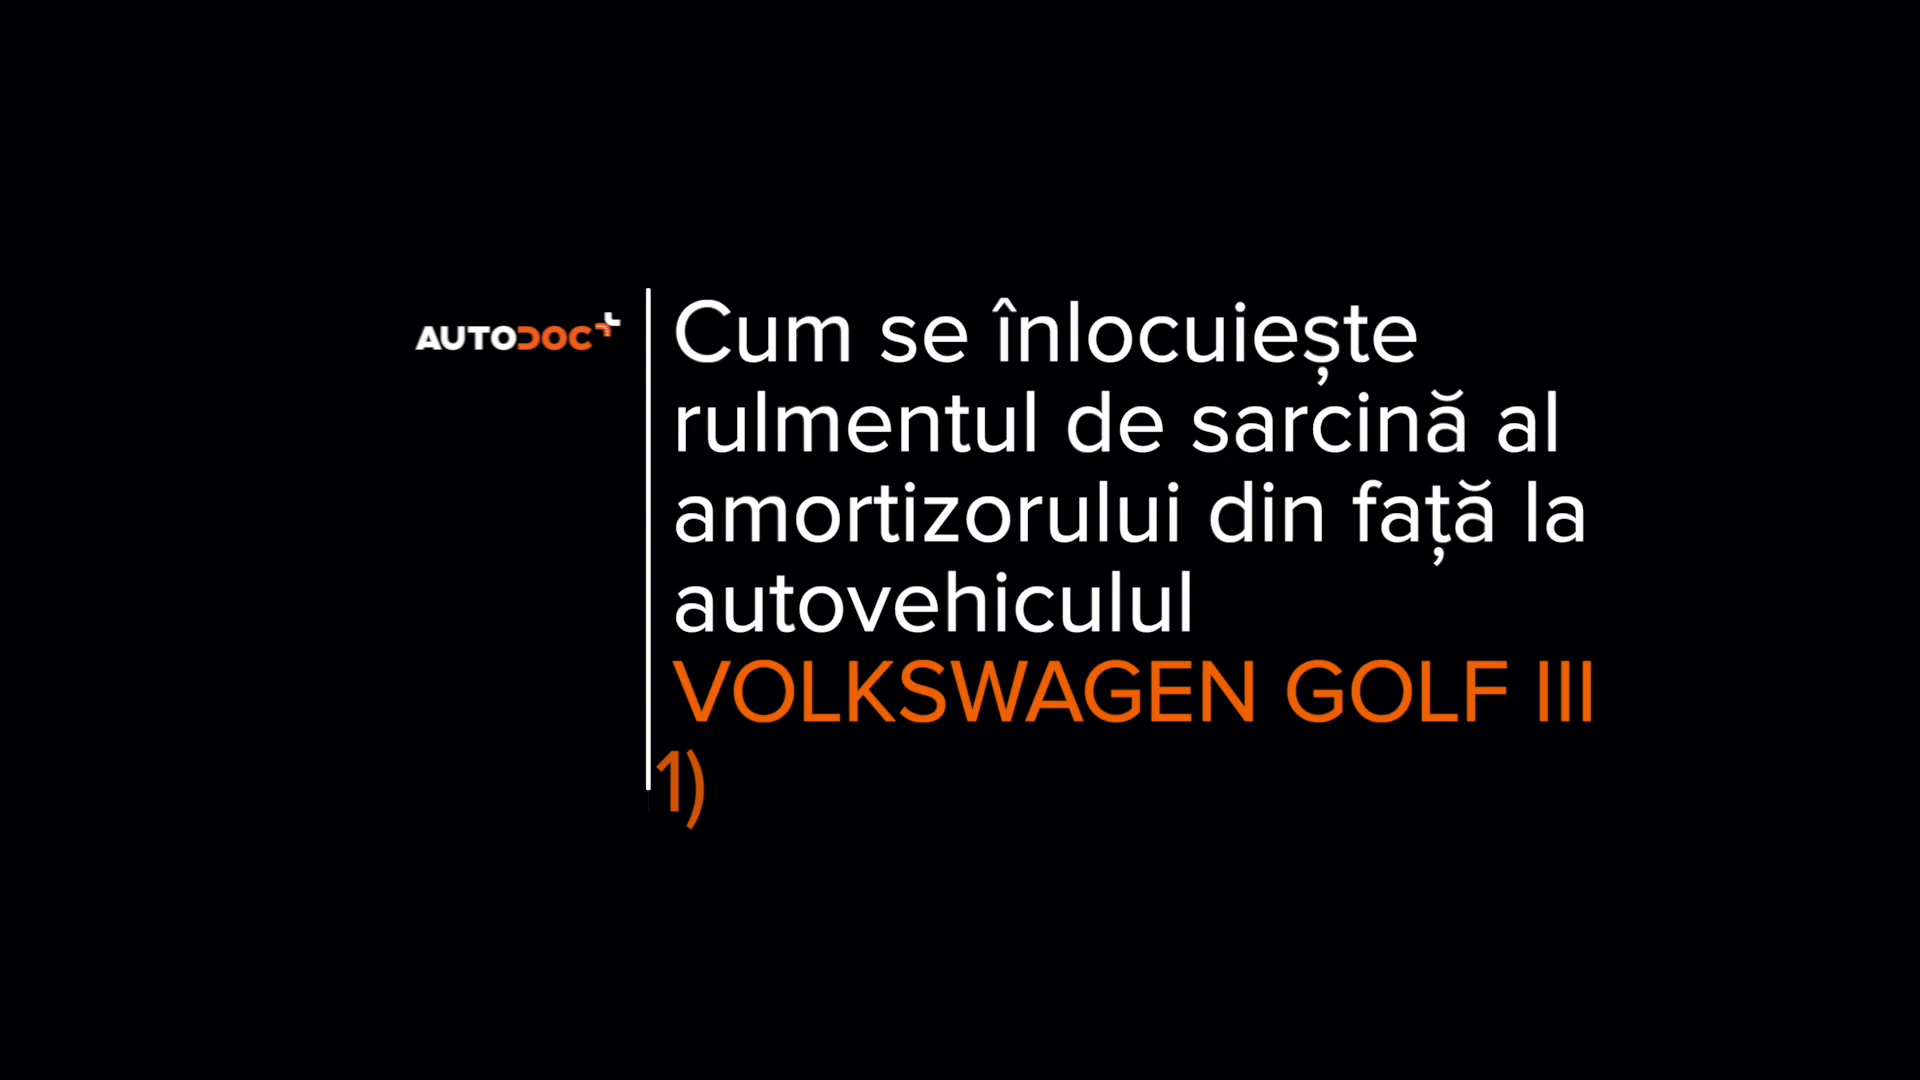 AUTODOC
Cum se înlocuiește
rulmentul de sarcină al
amortizorului din față la
autovehiculul
VOLKSWAGEN GOLF III
1)